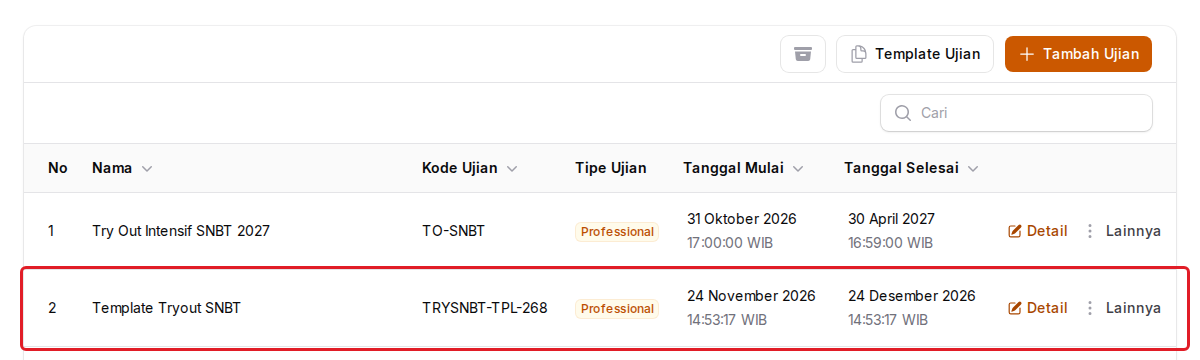 Template Ujian
Tambah Ujian
Cari
No Nama Kode Ujian Tipe Ujian Tanggal Mulai Tanggal Selesai
1 Try Out Intensif SNBT 2027 TO-SNBT Professional 31 Oktober 2026 30 April 2027 Detail Lainnya
17:00:00 WIB 16:59:00 WIB
2 Template Tryout SNBT TRYSNBT-TPL-268 Professional 24 November 2026 24 Desember 2026 Detail Lainnya
14:53:17 WIB 14:53:17 WIB